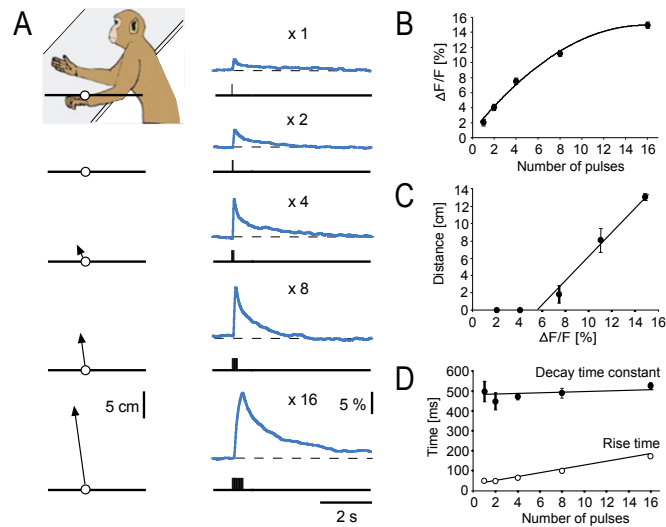 A
x 1
x 2
x 4
x 8
x 16
5 cm
5 %
2 s
B
ΔF/F [%]
16
14
12
10
8
6
4
2
0
0 2 4 6 8 10 12 14 16
Number of pulses
C
Distance [cm]
14
12
10
8
6
4
2
0
0 2 4 6 8 10 12 14 16
ΔF/F [%]
D
Time [ms]
Decay time constant
Rise time
600
500
400
300
200
100
0
0 2 4 6 8 10 12 14 16
Number of pulses